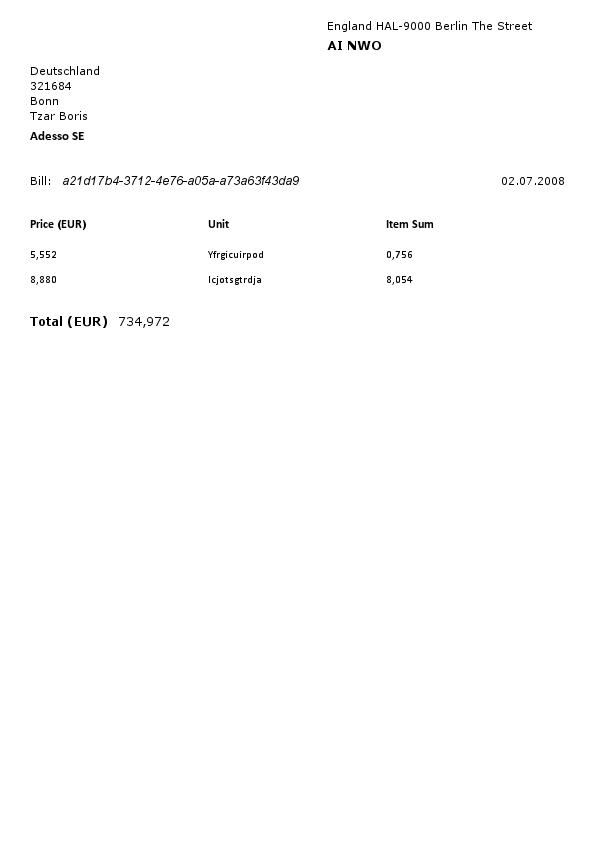 England HAL-9000 Berlin The Street
AI NWO
Deutschland
321684
Bonn
Tzar Boris
Adesso SE
Bill: a21d17b4-3712-4e76-a05a-a73a63f43da9 02.07.2008
Price (EUR) Unit Item Sum
5,552 Yfrgicuirpod 0,756
8,880 Icjotsgtrdja 8,054
Total (EUR) 734,972